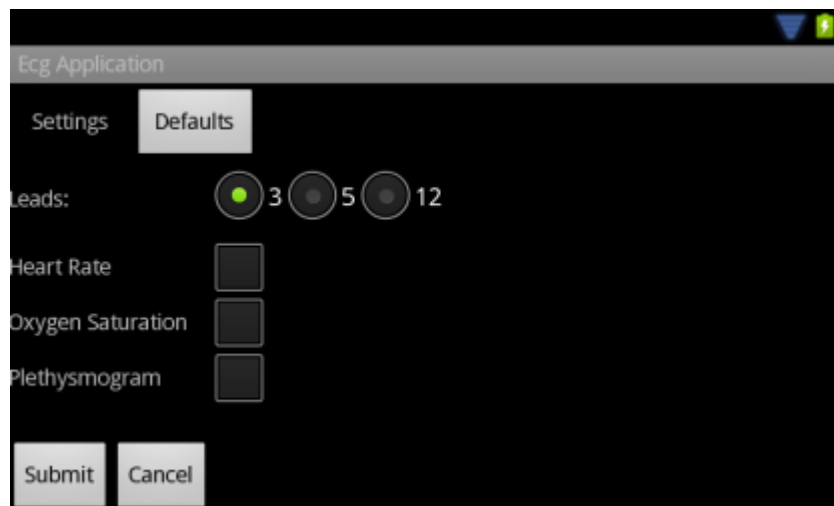 Ecg Application
Settings Defaults
Leads: 3 5 12
Heart Rate
Oxygen Saturation
Plethysmogram
Submit Cancel